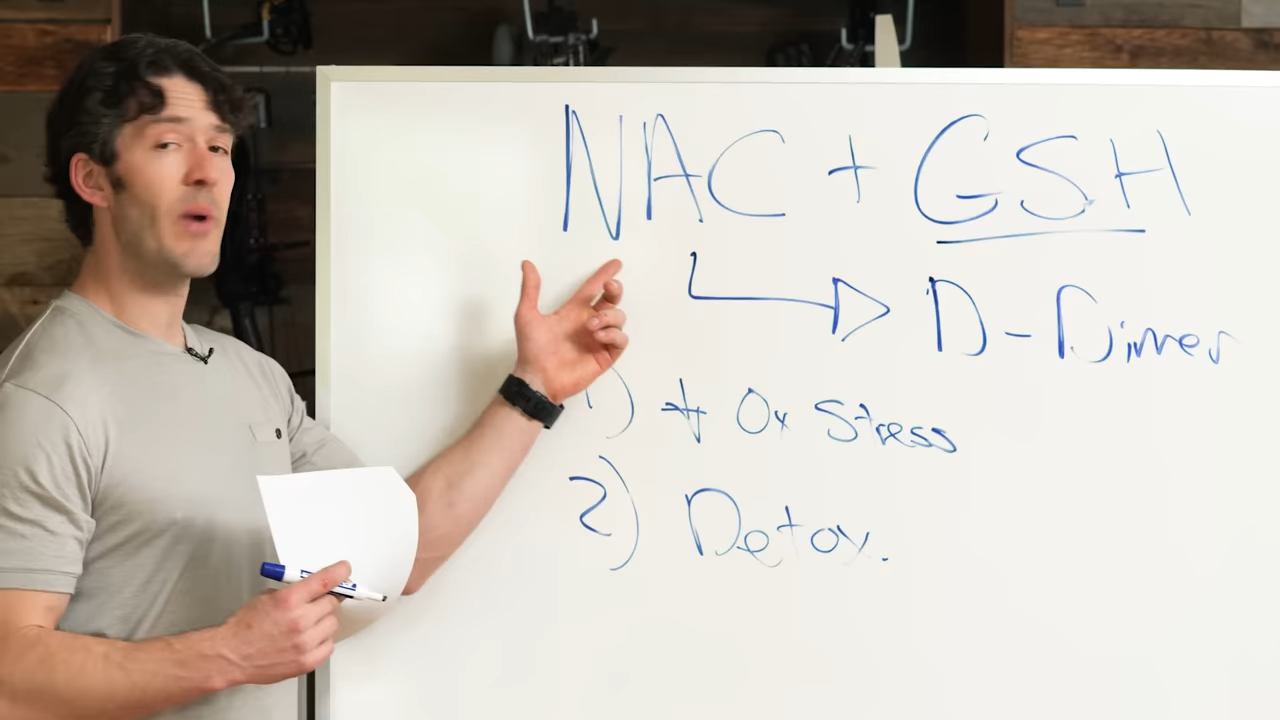 NAC + GSH
D-Dimer
1) ↓ Ox Stress
2) Detox.